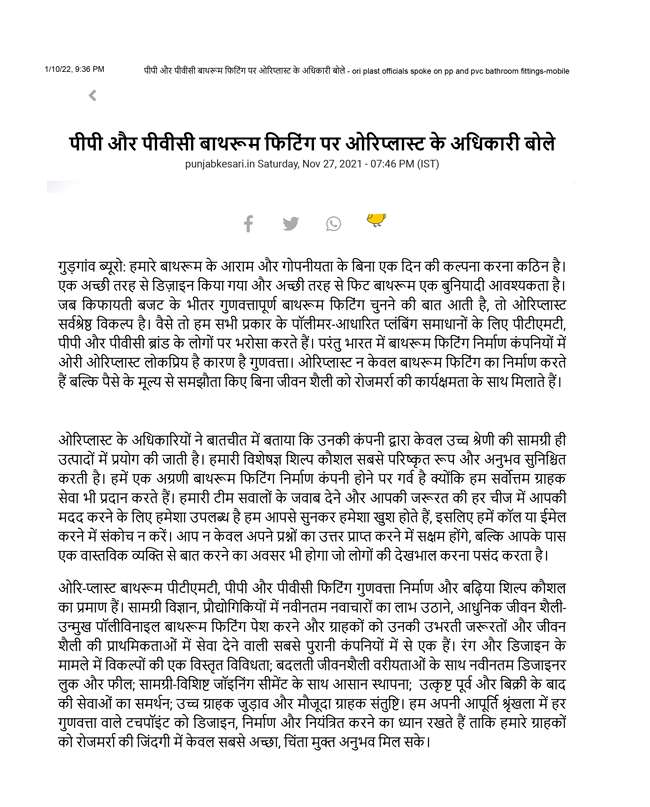 1/10/22, 9:36 PM
पीपी और पीवीसी बाथरूम फिटिंग पर ओरिप्लास्ट के अधिकारी बोले - ori plast officials spoke on pp and pvc bathroom fittings-mobile
पीपी और पीवीसी बाथरूम फिटिंग पर ओरिप्लास्ट के अधिकारी बोले
punjabkesari.in Saturday, Nov 27, 2021 - 07:46 PM (IST)
गुड़गांव ब्यूरो: हमारे बाथरूम के आराम और गोपनीयता के बिना एक दिन की कल्पना करना कठिन है।
एक अच्छी तरह से डिज़ाइन किया गया और अच्छी तरह से फिट बाथरूम एक बुनियादी आवश्यकता है।
जब किफायती बजट के भीतर गुणवत्तापूर्ण बाथरूम फिटिंग चुनने की बात आती है, तो ओरिप्लास्ट
सर्वश्रेष्ठ विकल्प है। वैसे तो हम सभी प्रकार के पॉलीमर-आधारित प्लंबिंग समाधानों के लिए पीटीएमटी,
पीपी और पीवीसी ब्रांड के लोगों पर भरोसा करते हैं। परंतु भारत में बाथरूम फिटिंग निर्माण कंपनियों में
ओरी ओरिप्लास्ट लोकप्रिय है कारण है गुणवत्ता। ओरिप्लास्ट न केवल बाथरूम फिटिंग का निर्माण करते
हैं बल्कि पैसे के मूल्य से समझौता किए बिना जीवन शैली को रोजमर्रा की कार्यक्षमता के साथ मिलाते हैं।
ओरिप्लास्ट के अधिकारियों ने बातचीत में बताया कि उनकी कंपनी द्वारा केवल उच्च श्रेणी की सामग्री ही
उत्पादों में प्रयोग की जाती है। हमारी विशेषज्ञ शिल्प कौशल सबसे परिष्कृत रूप और अनुभव सुनिश्चित
करती है। हमें एक अग्रणी बाथरूम फिटिंग निर्माण कंपनी होने पर गर्व है क्योंकि हम सर्वोत्तम ग्राहक
सेवा भी प्रदान करते हैं। हमारी टीम सवालों के जवाब देने और आपकी जरूरत की हर चीज में आपकी
मदद करने के लिए हमेशा उपलब्ध है हम आपसे सुनकर हमेशा खुश होते हैं, इसलिए हमें कॉल या ईमेल
करने में संकोच न करें। आप न केवल अपने प्रश्नों का उत्तर प्राप्त करने में सक्षम होंगे, बल्कि आपके पास
एक वास्तविक व्यक्ति से बात करने का अवसर भी होगा जो लोगों की देखभाल करना पसंद करता है।
ओरि-प्लास्ट बाथरूम पीटीएमटी, पीपी और पीवीसी फिटिंग गुणवत्ता निर्माण और बढ़िया शिल्प कौशल
का प्रमाण हैं। सामग्री विज्ञान, प्रौद्योगिकियों में नवीनतम नवाचारों का लाभ उठाने, आधुनिक जीवन शैली-
उन्मुख पॉलीविनाइल बाथरूम फिटिंग पेश करने और ग्राहकों को उनकी उभरती जरूरतों और जीवन
शैली की प्राथमिकताओं में सेवा देने वाली सबसे पुरानी कंपनियों में से एक हैं। रंग और डिजाइन के
मामले में विकल्पों की एक विस्तृत विविधता; बदलती जीवनशैली वरीयताओं के साथ नवीनतम डिजाइनर
लुक और फील; सामग्री-विशिष्ट जॉइनिंग सीमेंट के साथ आसान स्थापना; उत्कृष्ट पूर्व और बिक्री के बाद
की सेवाओं का समर्थन; उच्च ग्राहक जुड़ाव और मौजूदा ग्राहक संतुष्टि। हम अपनी आपूर्ति श्रृंखला में हर
गुणवत्ता वाले टचपॉइंट को डिजाइन, निर्माण और नियंत्रित करने का ध्यान रखते हैं ताकि हमारे ग्राहकों
को रोजमर्रा की जिंदगी में केवल सबसे अच्छा, चिंता मुक्त अनुभव मिल सके।